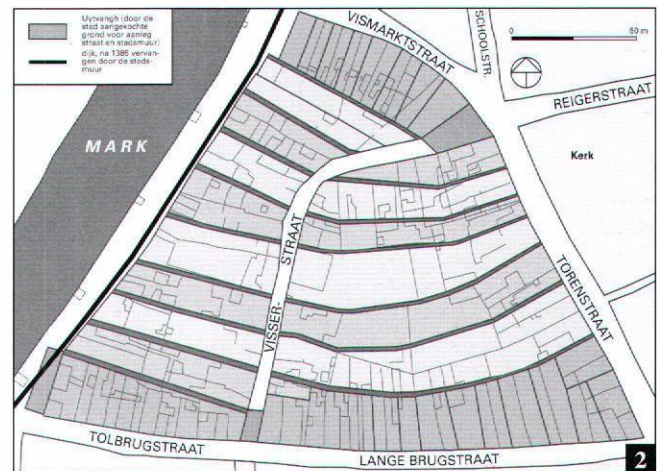 Uytvangh (door de
stad aangekochte
grond voor aanleg
straat en stadsmuur)
dijk, na 1385 vervan-
gen door de stads-
muur
VISMARKTSTRAAT
SCHOOLSTR.
0 50 m
REIGERSTRAAT
MARK
Kerk
VISSER-
STRAAT
TORENSTRAAT
TOLBRUGSTRAAT
LANGE BRUGSTRAAT
2